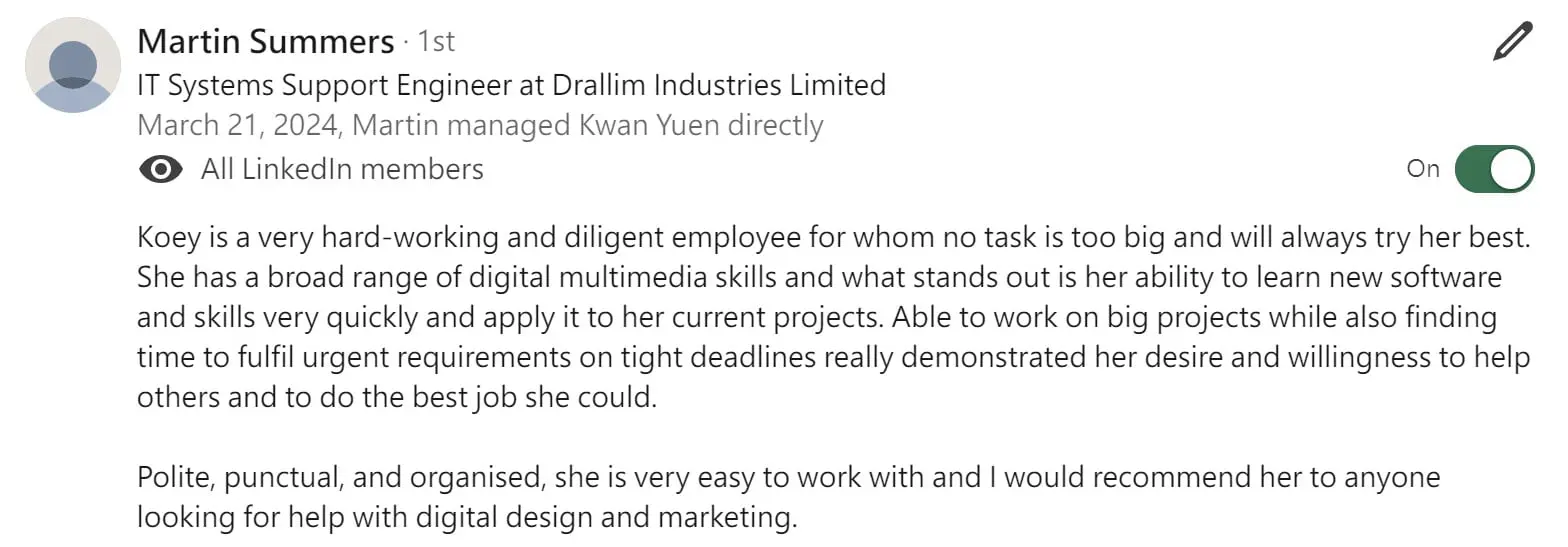 Martin Summers · 1st
IT Systems Support Engineer at Drallim Industries Limited
March 21, 2024, Martin managed Kwan Yuen directly
All LinkedIn members
On
Koey is a very hard-working and diligent employee for whom no task is too big and will always try her best.
She has a broad range of digital multimedia skills and what stands out is her ability to learn new software
and skills very quickly and apply it to her current projects. Able to work on big projects while also finding
time to fulfil urgent requirements on tight deadlines really demonstrated her desire and willingness to help
others and to do the best job she could.
Polite, punctual, and organised, she is very easy to work with and I would recommend her to anyone
looking for help with digital design and marketing.